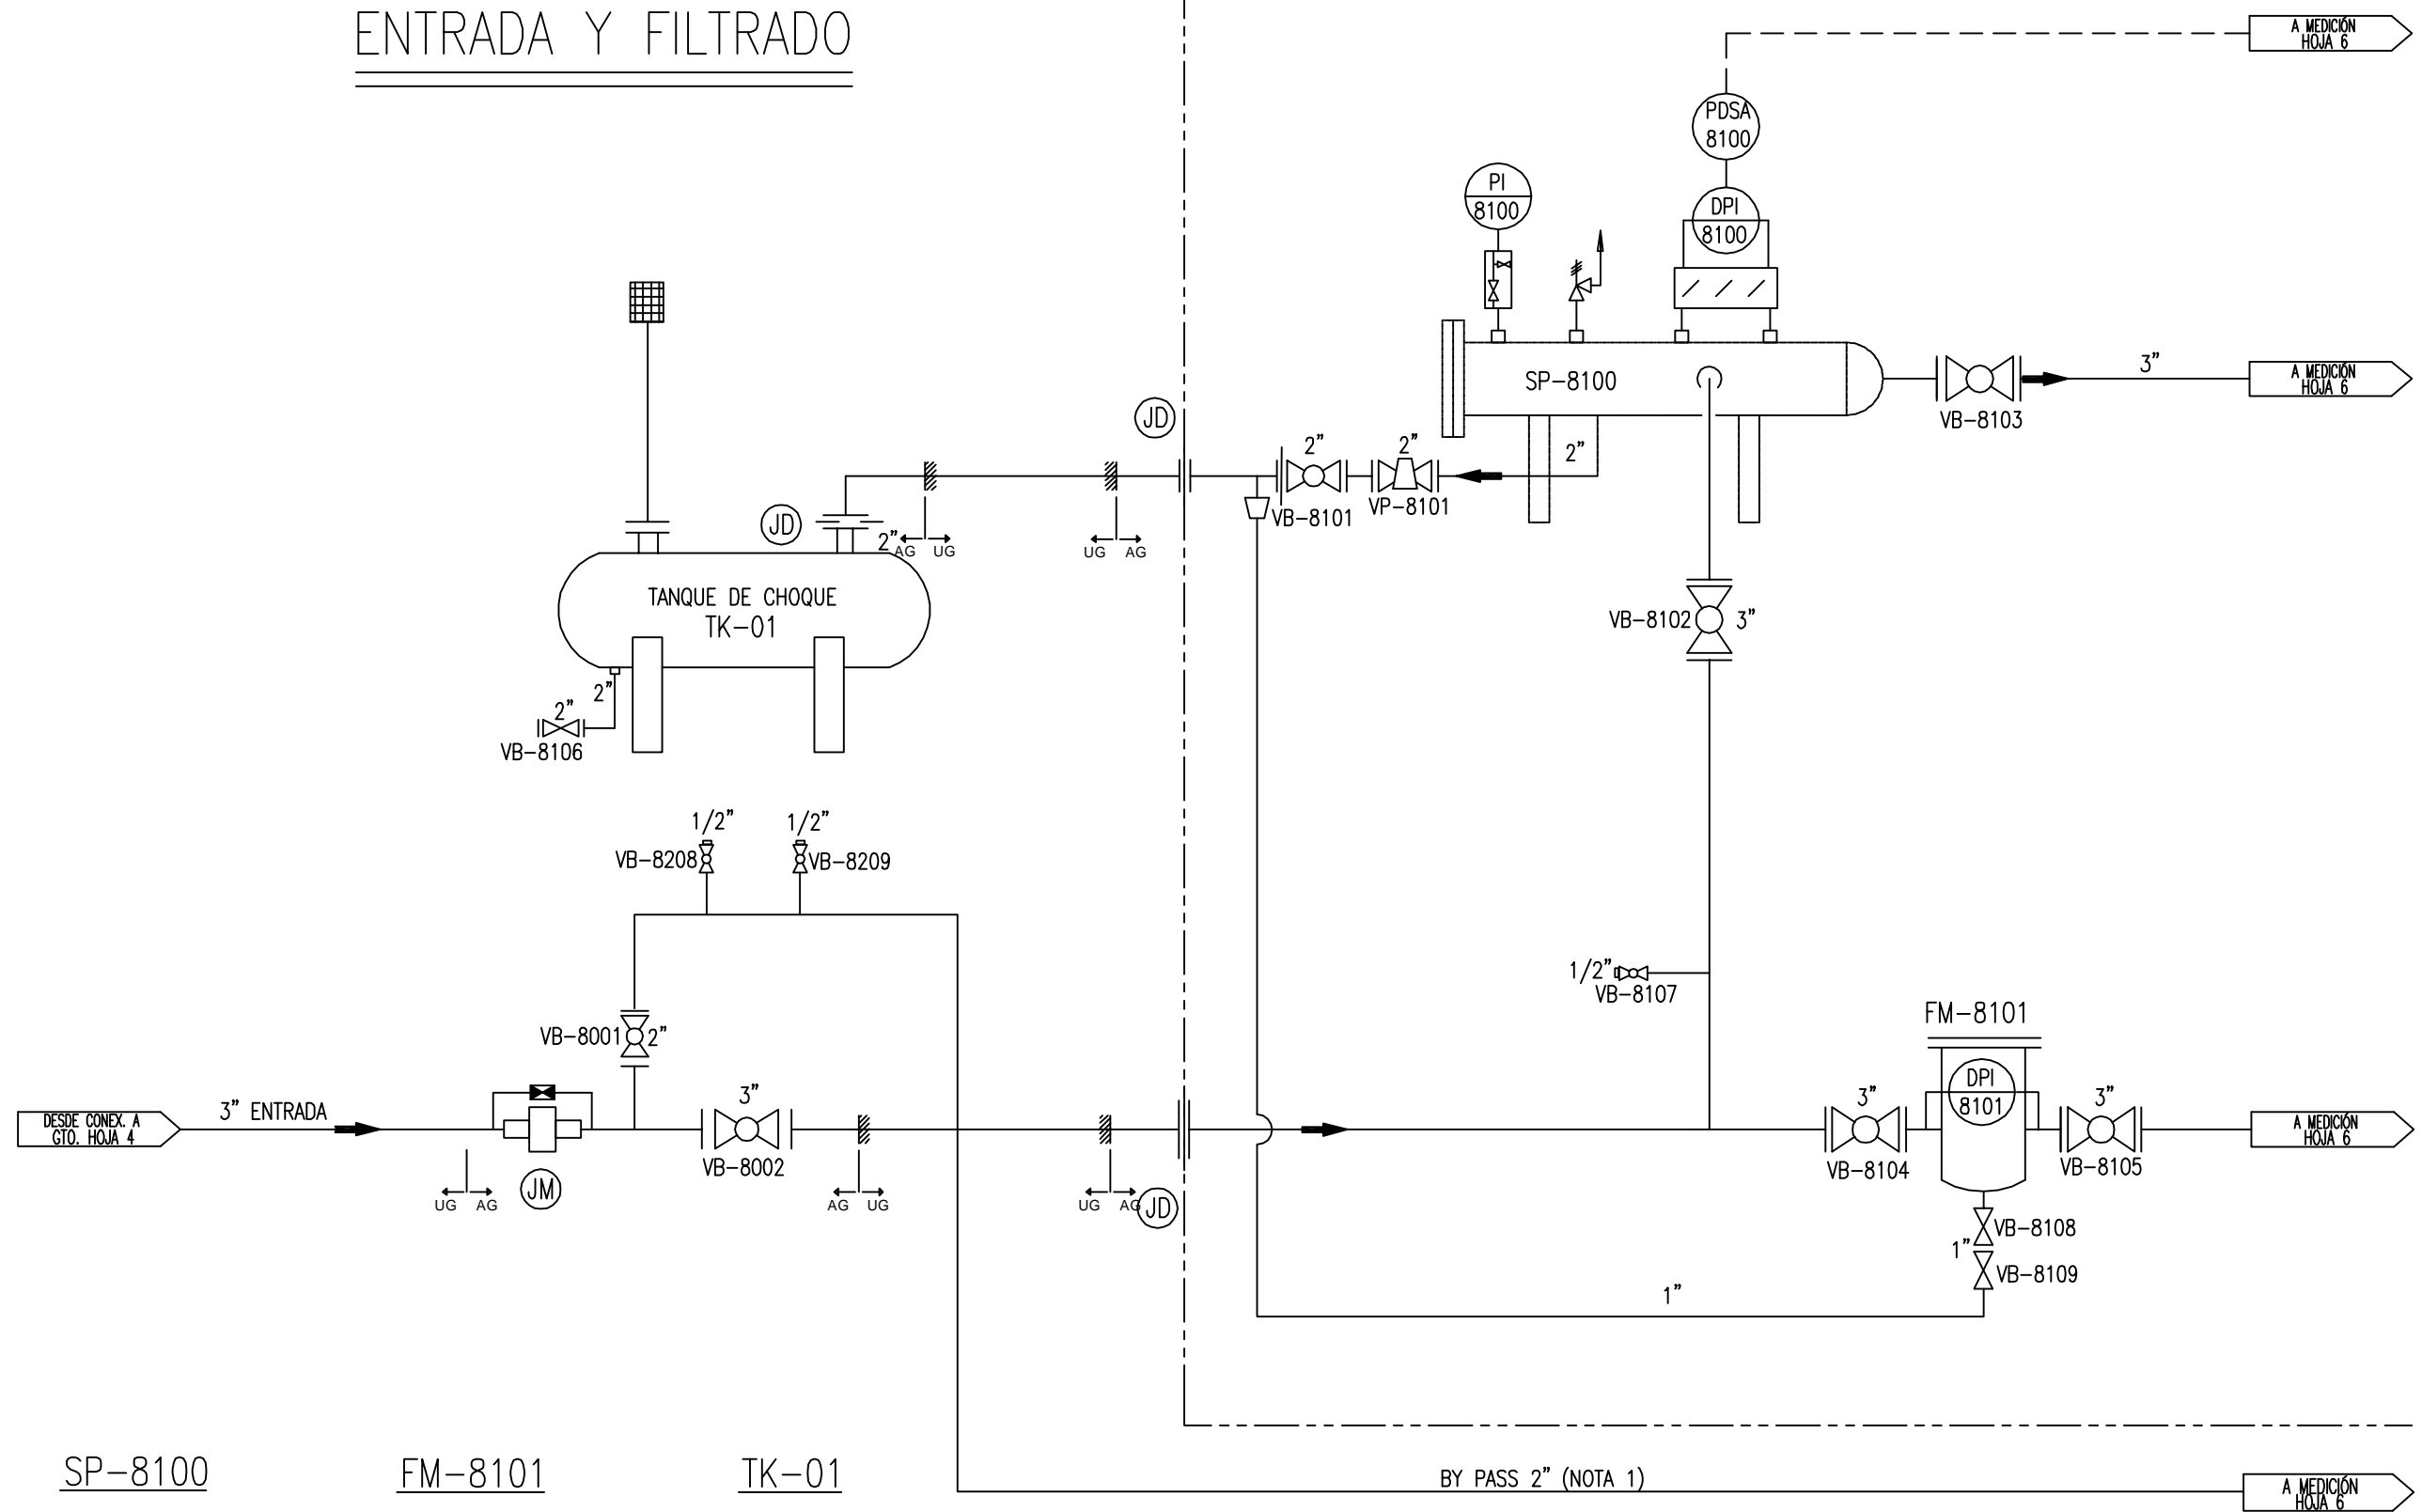 ENTRADA Y FILTRADO
A MEDICIÓN
HOJA 6
PDSA
8100
PI
8100
DPI
8100
SP-8100
3”
A MEDICIÓN
HOJA 6
VB-8103
JD
2”
2”
2”
VB-8101
VP-8101
JD
2”
AG UG
UG AG
TANQUE DE CHOQUE
TK-01
VB-8102
3”
2”
2”
VB-8106
1/2”
1/2”
VB-8208
VB-8209
1/2”
VB-8107
FM-8101
VB-8001
2”
DPI
8101
DESDE CONEX. A
GTO. HOJA 4
3” ENTRADA
3”
3”
3”
A MEDICIÓN
HOJA 6
VB-8002
VB-8104
VB-8105
JM
UG AG
AG UG
UG AG
JD
VB-8108
1”
VB-8109
1”
SP-8100
FM-8101
TK-01
BY PASS 2” (NOTA 1)
A MEDICIÓN
HOJA 6